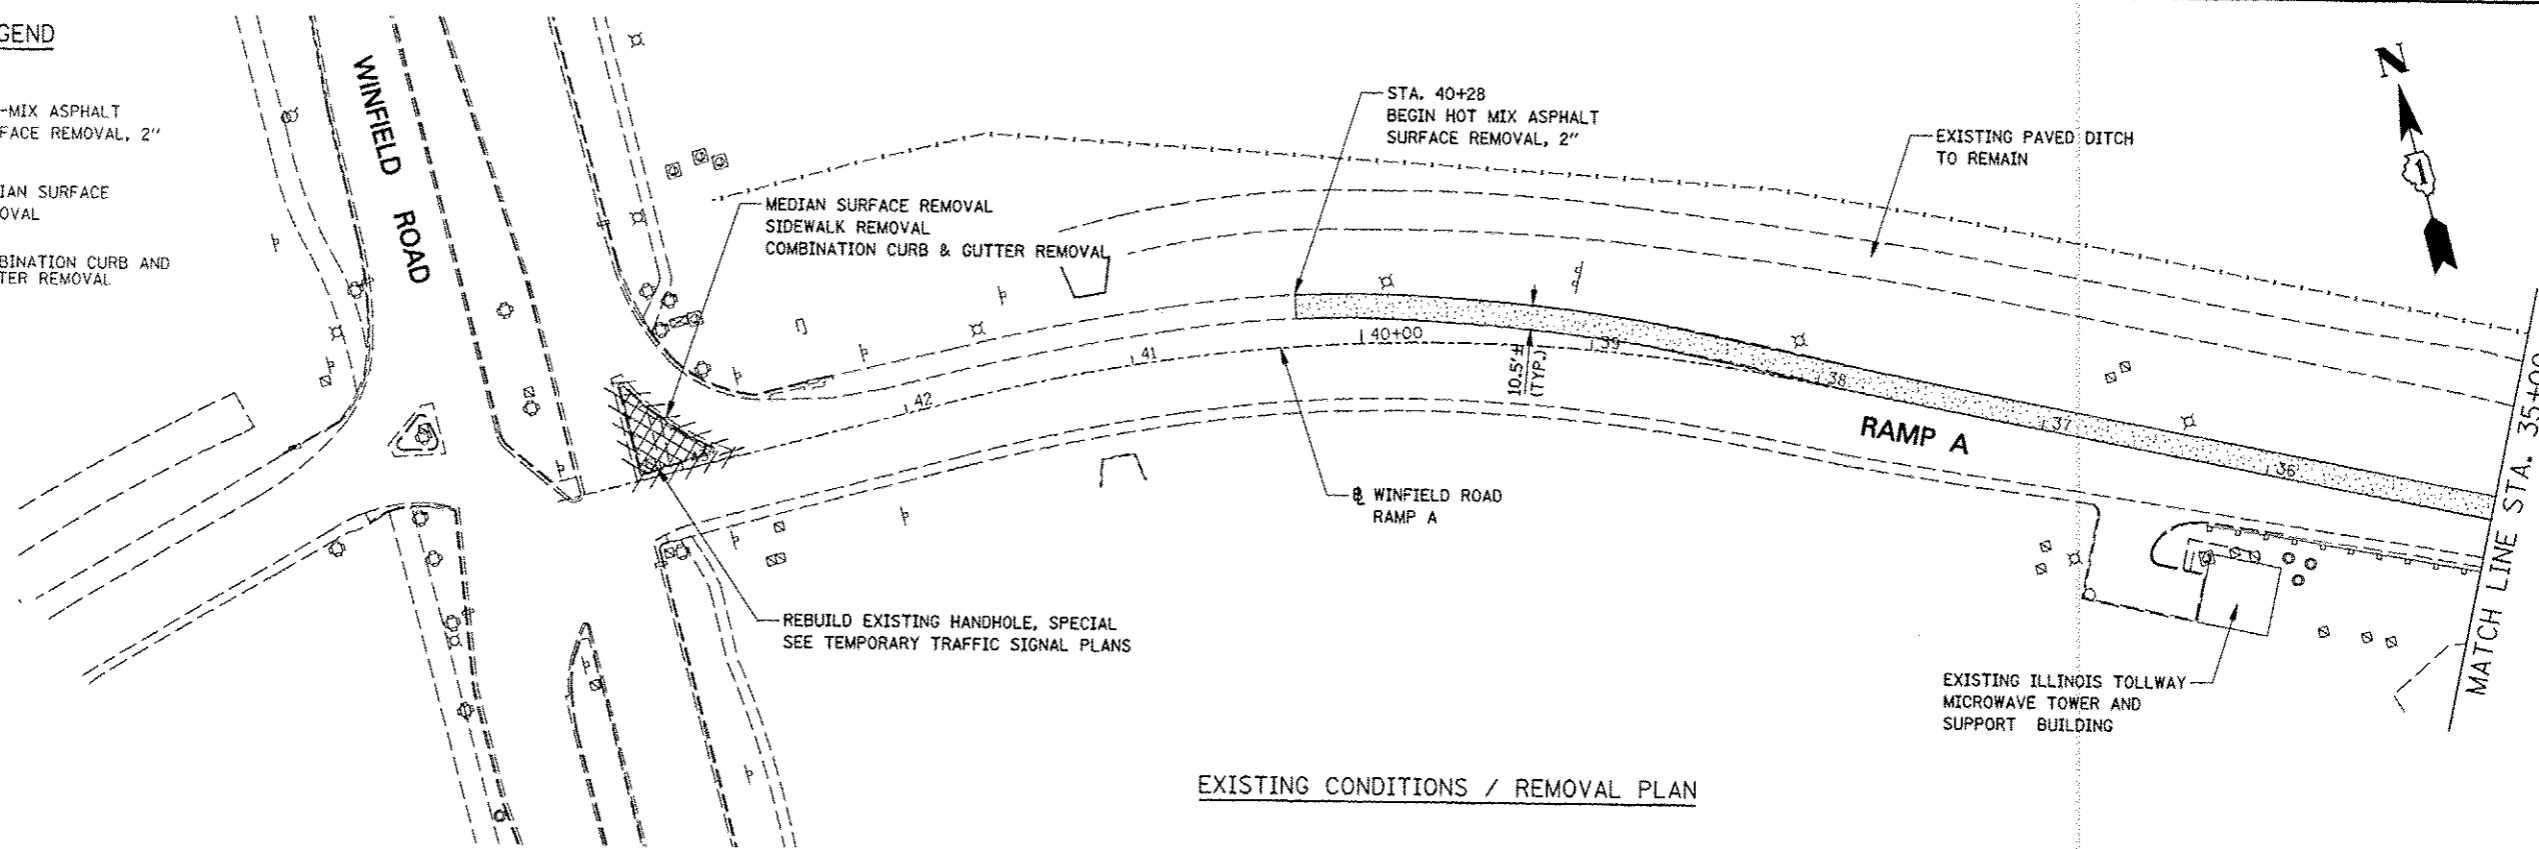 GEND
-MIX ASPHALT
FACE REMOVAL, 2"
IAN SURFACE
OVAL
BINATION CURB AND
TER REMOVAL
WINFIELD ROAD
MEDIAN SURFACE REMOVAL
SIDEWALK REMOVAL
COMBINATION CURB & GUTTER REMOVAL
STA. 40+28
BEGIN HOT MIX ASPHALT
SURFACE REMOVAL, 2"
EXISTING PAVED DITCH
TO REMAIN
N
1
42
41
40+00
39
38
37
36
10.5'±
(TYP.)
RAMP A
℄ WINFIELD ROAD
RAMP A
REBUILD EXISTING HANDHOLE, SPECIAL
SEE TEMPORARY TRAFFIC SIGNAL PLANS
EXISTING ILLINOIS TOLLWAY
MICROWAVE TOWER AND
SUPPORT BUILDING
MATCH LINE STA. 35+00
EXISTING CONDITIONS / REMOVAL PLAN